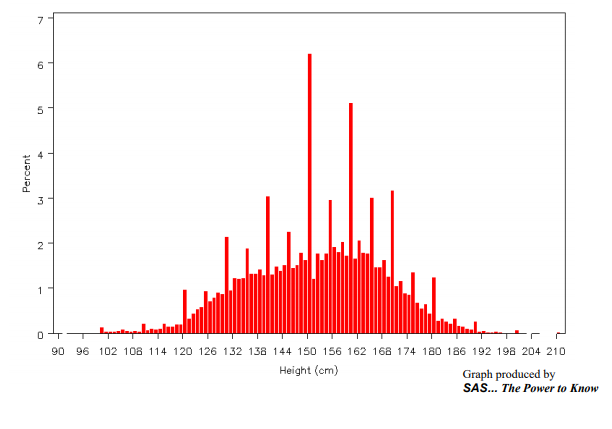 7
6
5
4
3
2
1
0
Percent
90 96 102 108 114 120 126 132 138 144 150 156 162 168 174 180 186 192 198 204 210
Height (cm)
Graph produced by
SAS... The Power to Know